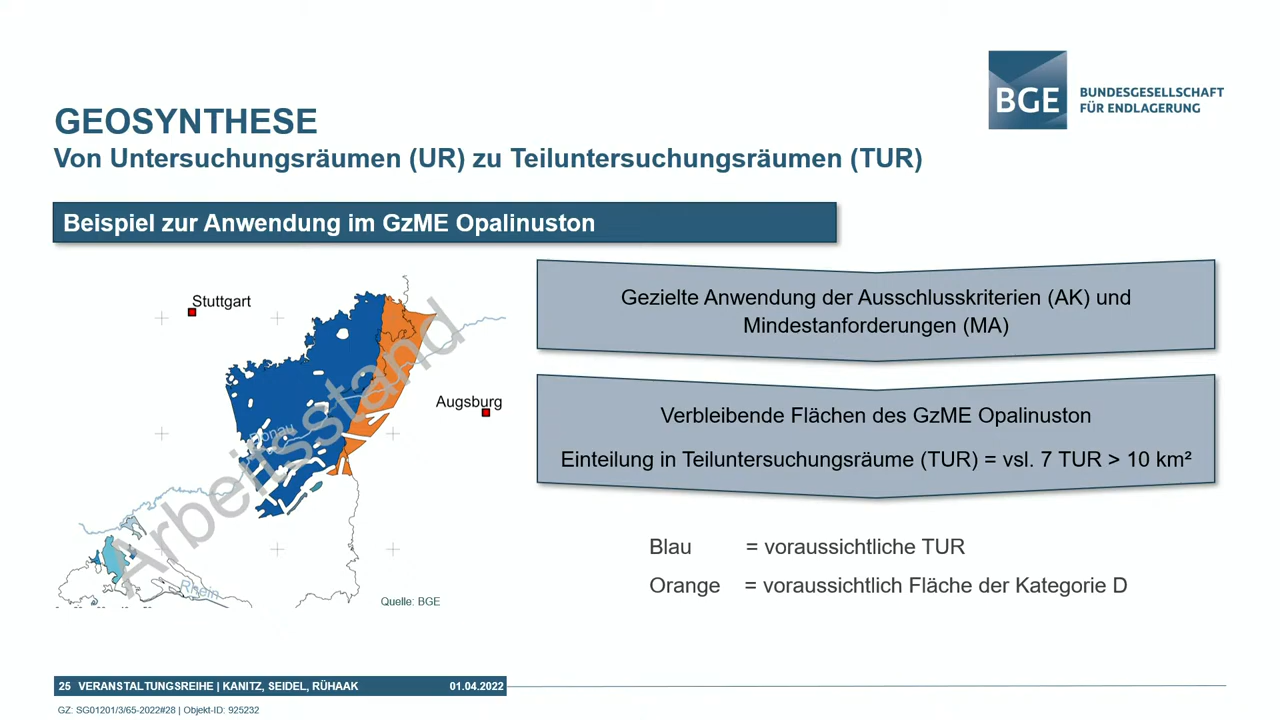 BGE
BUNDESGESELLSCHAFT
FÜR ENDLAGERUNG
GEOSYNTHESE
Von Untersuchungsräumen (UR) zu Teiluntersuchungsräumen (TUR)
Beispiel zur Anwendung im GzME Opalinuston
Stuttgart
Augsburg
Donau
Rhein
Arbeitsstand
Quelle: BGE
Gezielte Anwendung der Ausschlusskriterien (AK) und
Mindestanforderungen (MA)
Verbleibende Flächen des GzME Opalinuston
Einteilung in Teiluntersuchungsräume (TUR) = vsl. 7 TUR > 10 km²
Blau = voraussichtliche TUR
Orange = voraussichtlich Fläche der Kategorie D
25 VERANSTALTUNGSREIHE | KANITZ, SEIDEL, RÜHAAK 01.04.2022
GZ: SG01201/3/65-2022#28 | Objekt-ID: 925232